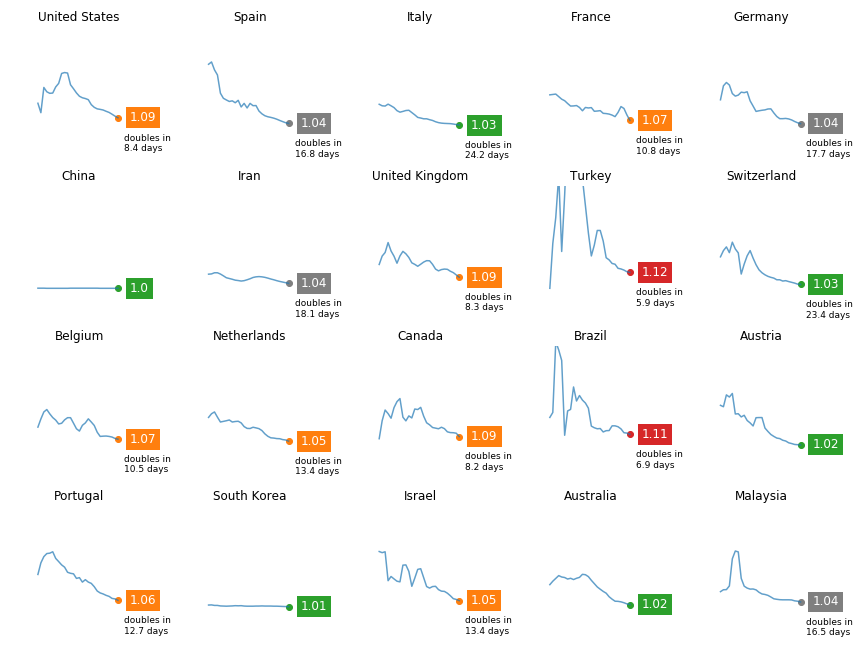 United States
Spain
Italy
France
Germany
1.09
doubles in
8.4 days
1.04
doubles in
16.8 days
1.03
doubles in
24.2 days
1.07
doubles in
10.8 days
1.04
doubles in
17.7 days
China
Iran
United Kingdom
Turkey
Switzerland
1.0
1.04
doubles in
18.1 days
1.09
doubles in
8.3 days
1.12
doubles in
5.9 days
1.03
doubles in
23.4 days
Belgium
Netherlands
Canada
Brazil
Austria
1.07
doubles in
10.5 days
1.05
doubles in
13.4 days
1.09
doubles in
8.2 days
1.11
doubles in
6.9 days
1.02
Portugal
South Korea
Israel
Australia
Malaysia
1.06
doubles in
12.7 days
1.01
1.05
doubles in
13.4 days
1.02
1.04
doubles in
16.5 days